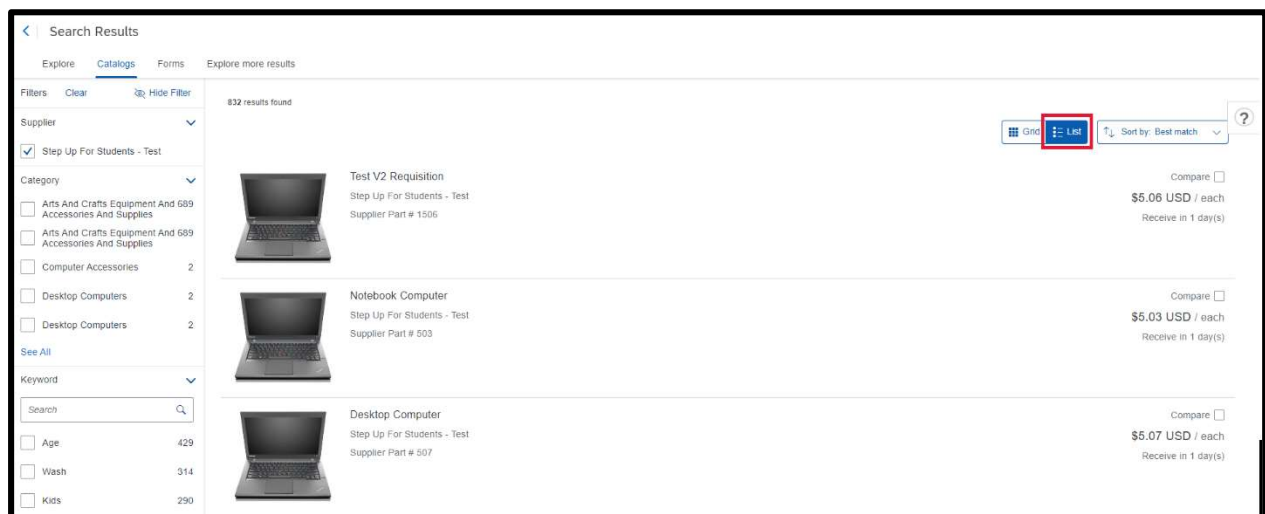 Search Results
Explore Catalogs Forms Explore more results
Filters Clear Hide Filter
Supplier
Step Up For Students - Test
Category
Arts And Crafts Equipment And 689
Accessories And Supplies
Arts And Crafts Equipment And 689
Accessories And Supplies
Computer Accessories 2
Desktop Computers 2
Desktop Computers 2
See All
Keyword
Search
Age 429
Wash 314
Kids 290
832 results found
Grid List Sort by: Best match
?
Test V2 Requisition
Step Up For Students - Test
Supplier Part # 1506
Compare
$5.06 USD / each
Receive in 1 day(s)
Notebook Computer
Step Up For Students - Test
Supplier Part # 503
Compare
$5.03 USD / each
Receive in 1 day(s)
Desktop Computer
Step Up For Students - Test
Supplier Part # 507
Compare
$5.07 USD / each
Receive in 1 day(s)